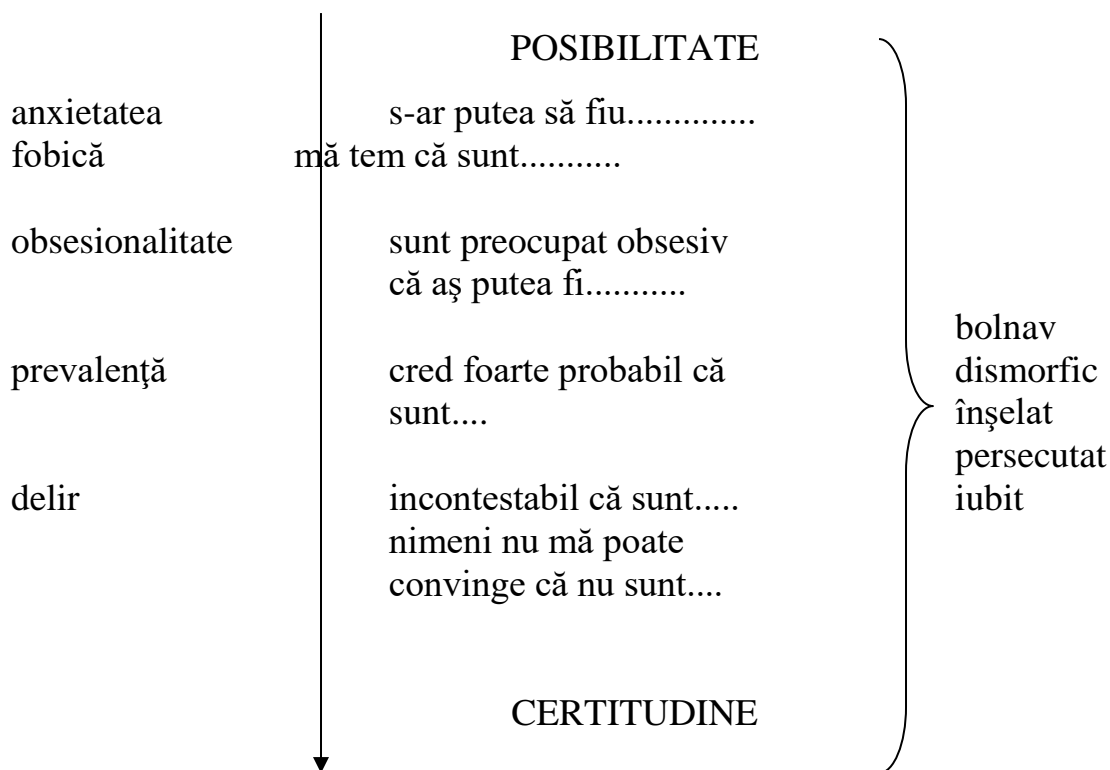 POSIBILITATE
anxietatea s-ar putea să fiu..............
fobică mă tem că sunt...........
obsesionalitate sunt preocupat obsesiv
că aş putea fi...........
prevalenţă cred foarte probabil că
sunt....
delir incontestabil că sunt.....
nimeni nu mă poate
convinge că nu sunt....
CERTITUDINE
bolnav
dismorfic
înşelat
persecutat
iubit